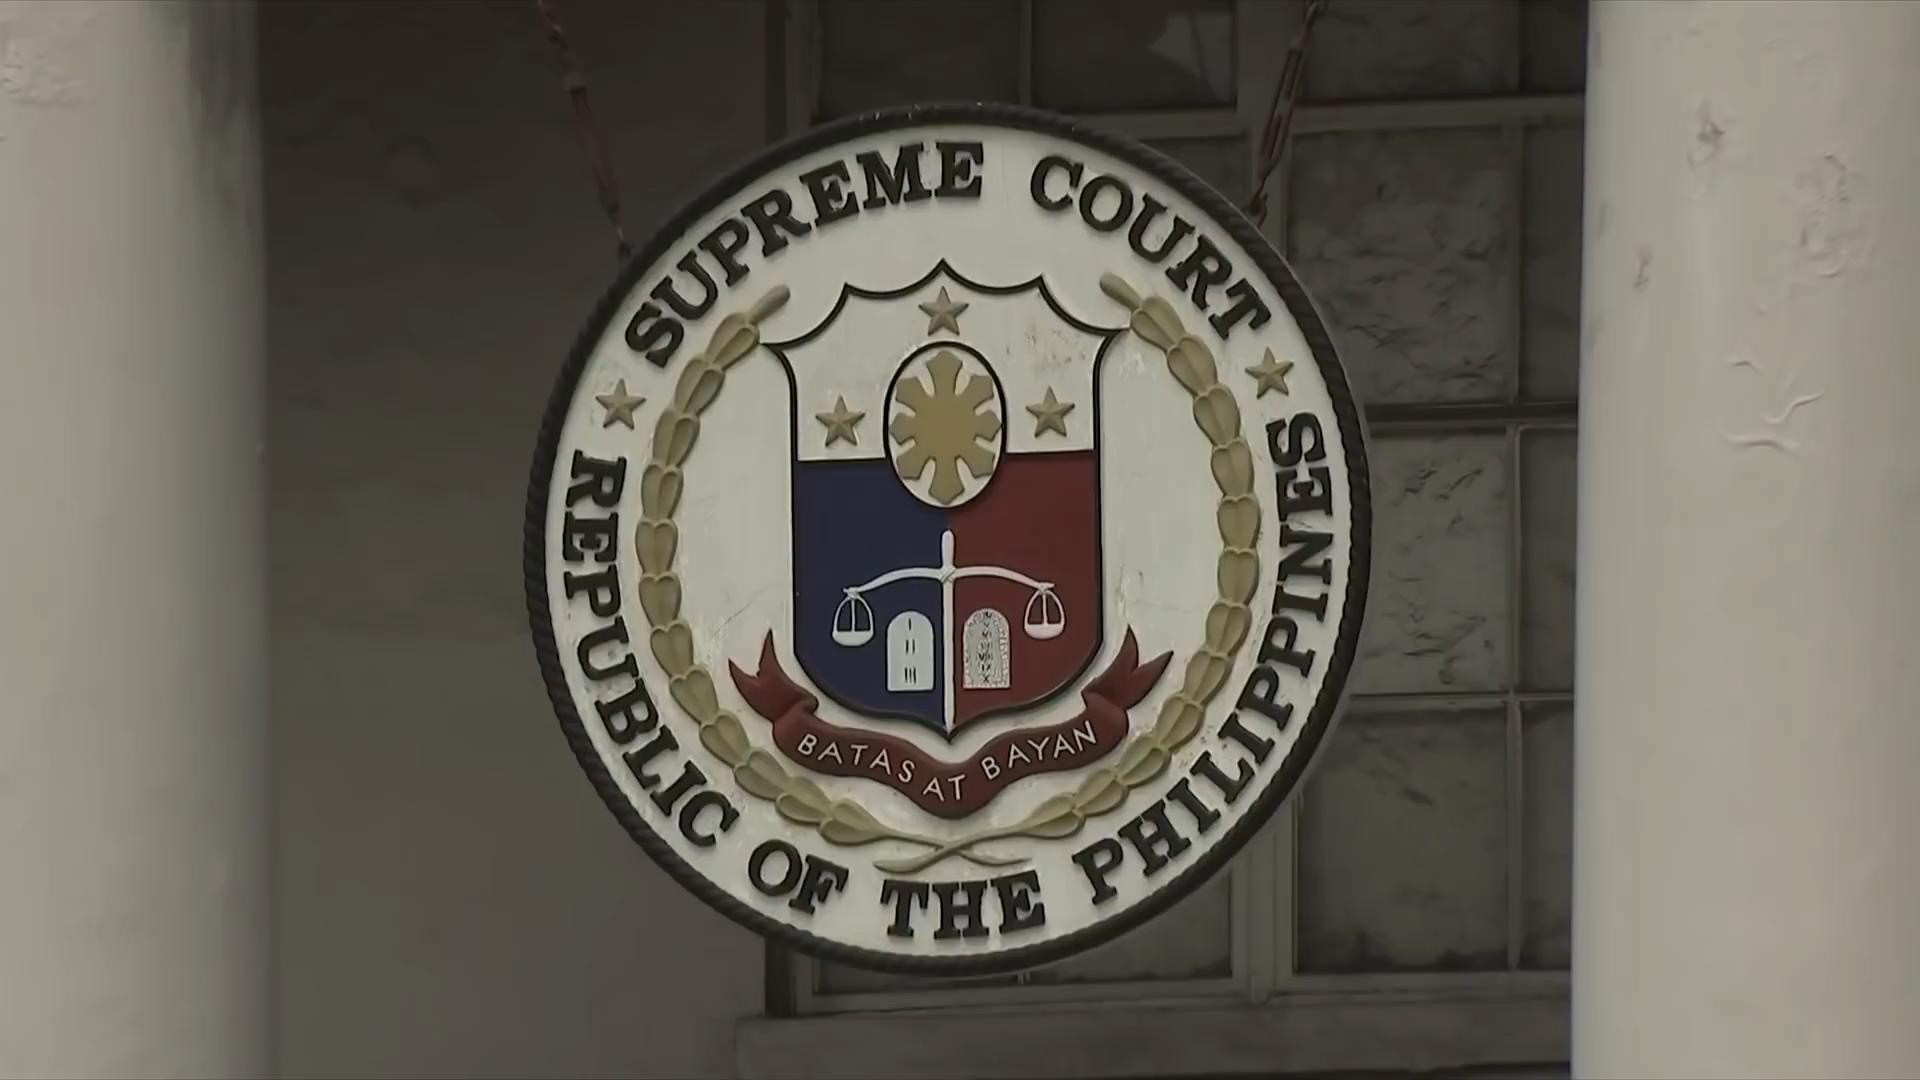 SUPREME COURT
REPUBLIC OF THE PHILIPPINES
BATAS AT BAYAN